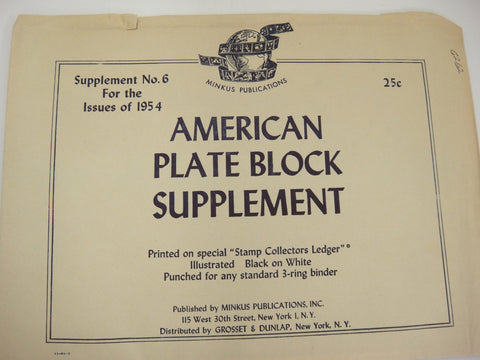 MINKUS PUBLICATIONS
Supplement No. 6
For the
Issues of 1954
25c
AMERICAN
PLATE BLOCK
SUPPLEMENT
Printed on special "Stamp Collectors Ledger"®
Illustrated Black on White
Punched for any standard 3-ring binder
Published by MINKUS PUBLICATIONS, INC.
115 West 30th Street, New York 1, N.Y.
Distributed by GROSSET & DUNLAP, New York, N.Y.